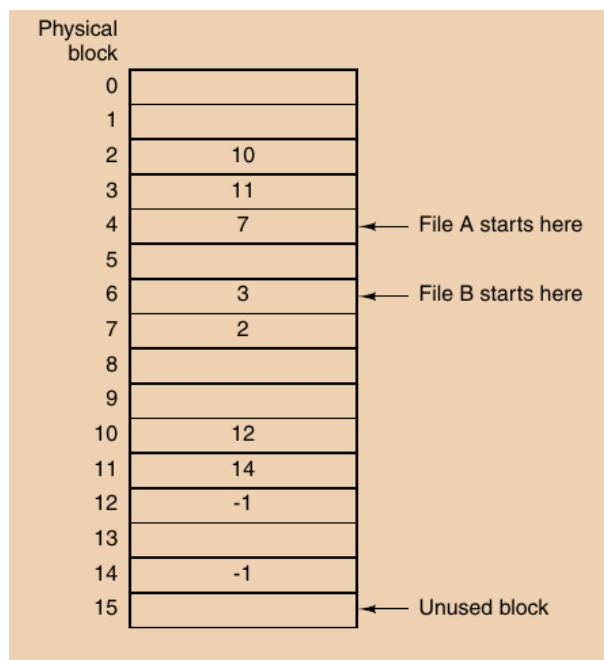 Physical
block
0
1
2 10
3 11
4 7 File A starts here
5
6 3 File B starts here
7 2
8
9
10 12
11 14
12 -1
13
14 -1
15 Unused block